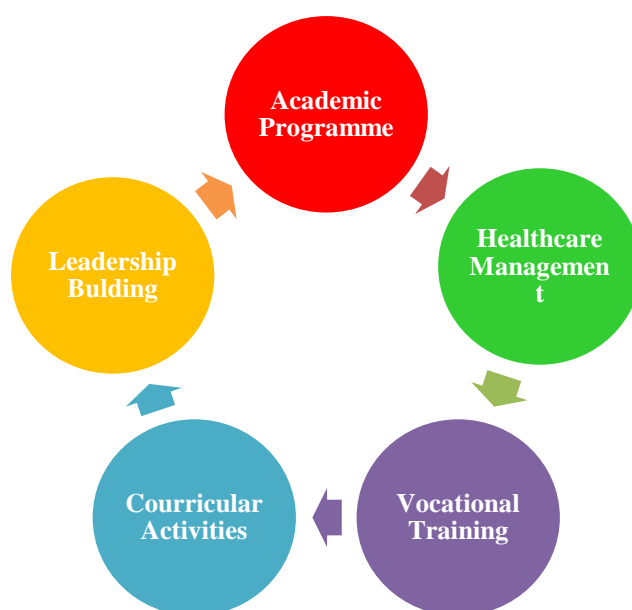 Academic
Programme
Healthcare
Managemen
t
Vocational
Training
Courricular
Activities
Leadership
Bulding